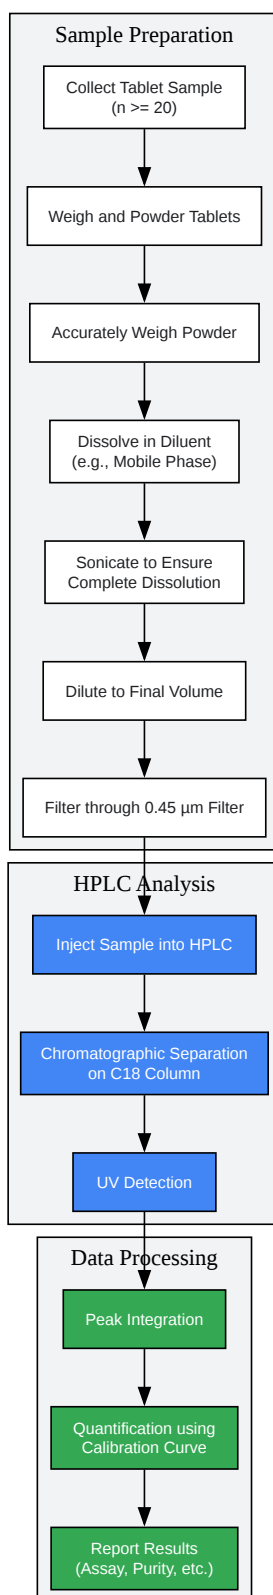 Sample Preparation
Collect Tablet Sample
(n >= 20)
Weigh and Powder Tablets
Accurately Weigh Powder
Dissolve in Diluent
(e.g., Mobile Phase)
Sonicate to Ensure
Complete Dissolution
Dilute to Final Volume
Filter through 0.45 µm Filter
HPLC Analysis
Inject Sample into HPLC
Chromatographic Separation
on C18 Column
UV Detection
Data Processing
Peak Integration
Quantification using
Calibration Curve
Report Results
(Assay, Purity, etc.)